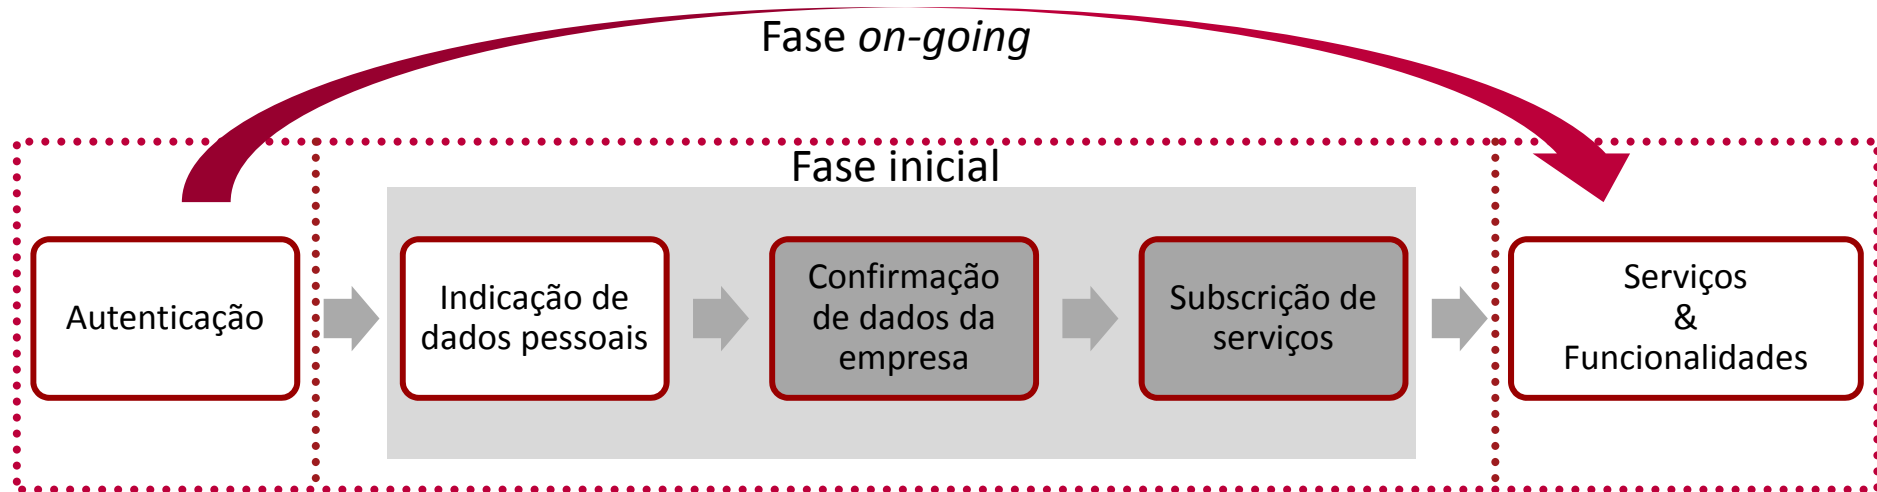 Fase on-going
Fase inicial
Autenticação
Indicação de
dados pessoais
Confirmação
de dados da
empresa
Subscrição de
serviços
Serviços
&
Funcionalidades